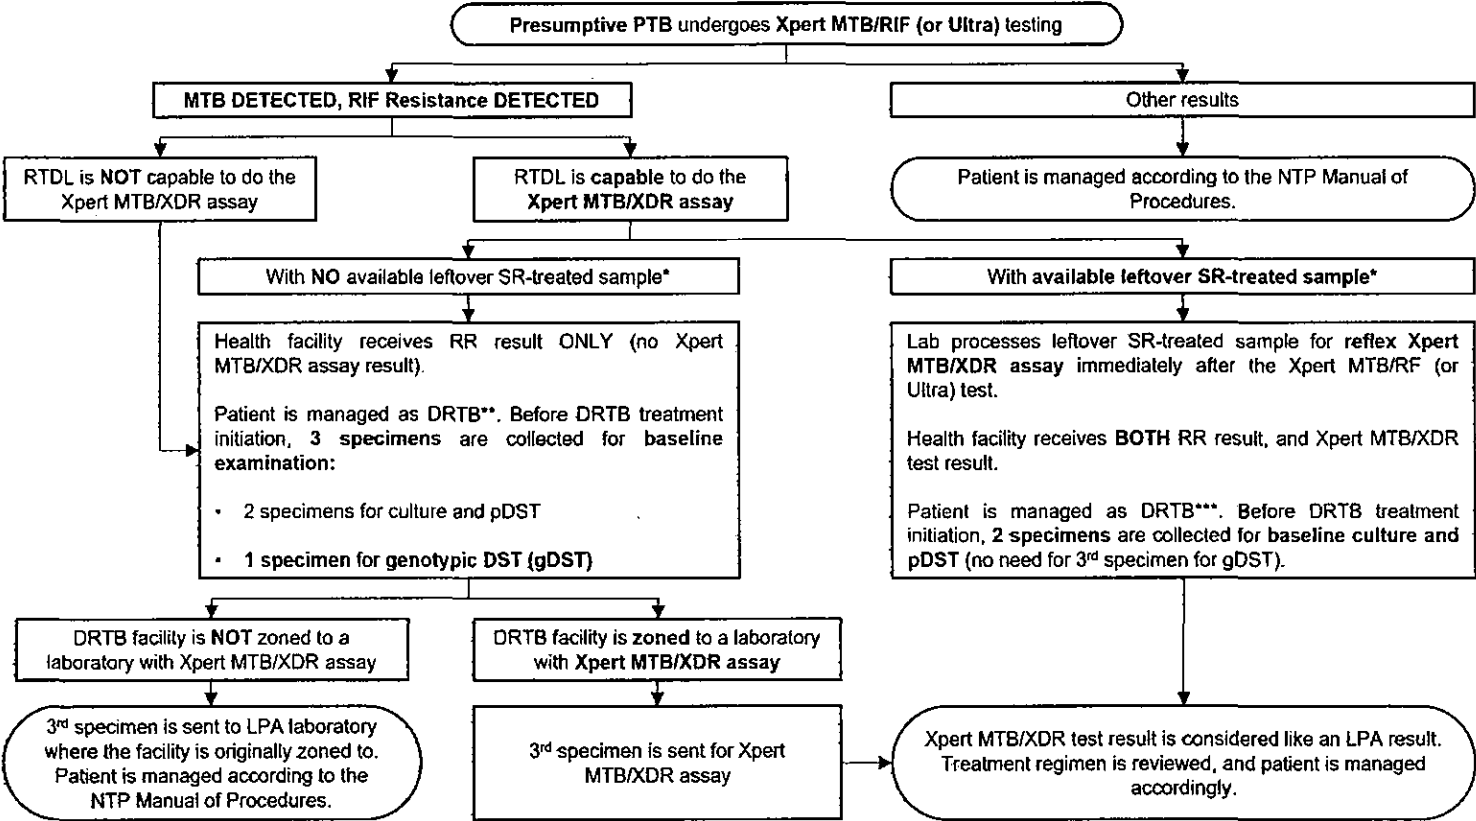 Presumptive PTB undergoes Xpert MTB/RIF (or Ultra) testing
MTB DETECTED, RIF Resistance DETECTED
Other results
RTDL is NOT capable to do the
Xpert MTB/XDR assay
RTDL is capable to do the
Xpert MTB/XDR assay
Patient is managed according to the NTP Manual of
Procedures.
With NO available leftover SR-treated sample*
With available leftover SR-treated sample*
Health facility receives RR result ONLY (no Xpert
MTB/XDR assay result).
Patient is managed as DRTB**. Before DRTB treatment
initiation, 3 specimens are collected for baseline
examination:
• 2 specimens for culture and pDST
• 1 specimen for genotypic DST (gDST)
Lab processes leftover SR-treated sample for reflex Xpert
MTB/XDR assay immediately after the Xpert MTB/RF (or
Ultra) test.
Health facility receives BOTH RR result, and Xpert MTB/XDR
test result.
Patient is managed as DRTB***. Before DRTB treatment
initiation, 2 specimens are collected for baseline culture and
pDST (no need for 3rd specimen for gDST).
DRTB facility is NOT zoned to a
laboratory with Xpert MTB/XDR assay
DRTB facility is zoned to a laboratory
with Xpert MTB/XDR assay
3rd specimen is sent to LPA laboratory
where the facility is originally zoned to.
Patient is managed according to the
NTP Manual of Procedures.
3rd specimen is sent for Xpert
MTB/XDR assay
Xpert MTB/XDR test result is considered like an LPA result.
Treatment regimen is reviewed, and patient is managed
accordingly.